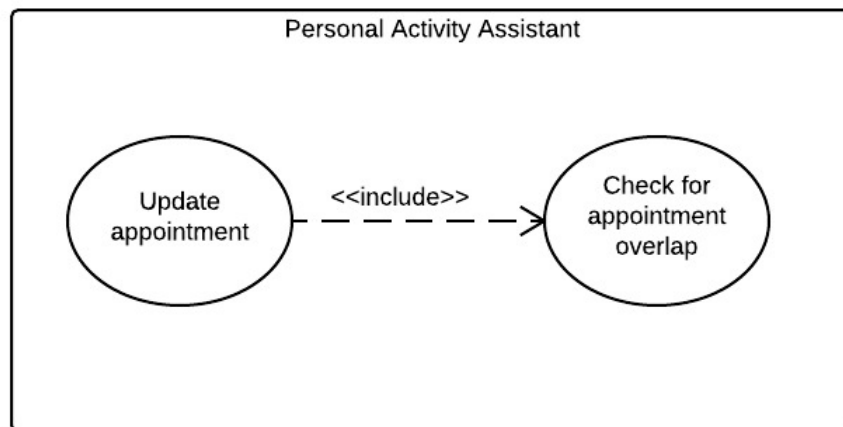 Personal Activity Assistant
Update
appointment
<<include>>
Check for
appointment
overlap